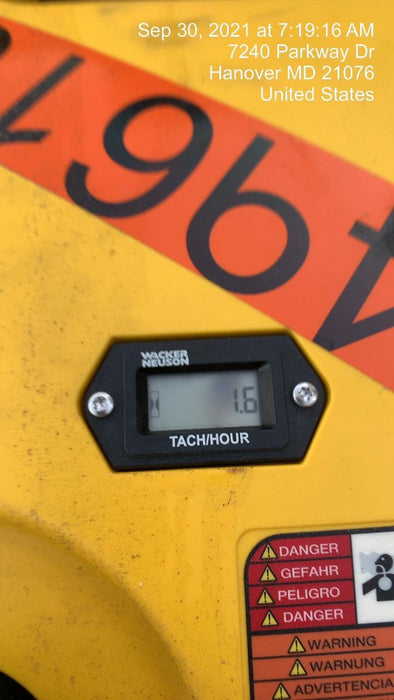 Sep 30, 2021 at 7:19:16 AM
7240 Parkway Dr
Hanover MD 21076
United States
WACKER
NEUSON
1.6
TACH/HOUR
DANGER
GEFAHR
PELIGRO
DANGER
WARNING
WARNUNG
ADVERTENCIA